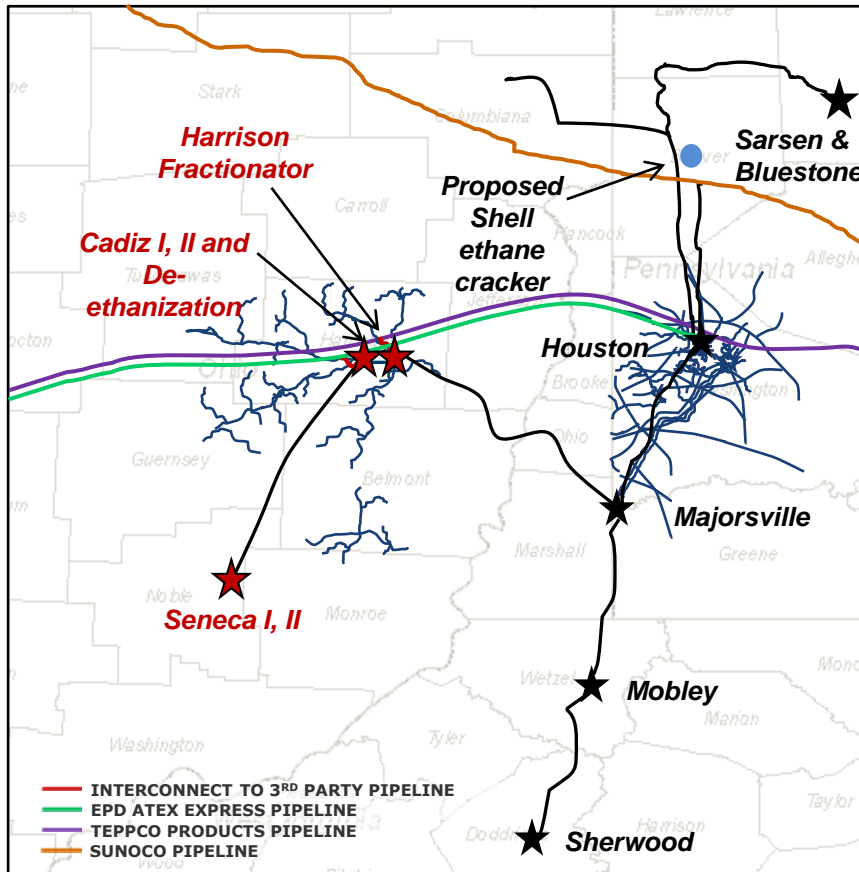 Lawrence
Stark
Columbiana
Harrison
Fractionator
Sarsen &
Bluestone
Proposed
Shell
ethane
cracker
Carroll
Hancock
Pennsylvania
Cadiz I, II and
De-
ethanization
Houston
Brooke
Ohio
Guernsey
Belmont
Majorsville
Marshall
Greene
Noble
Seneca I, II
Monroe
Wetzel
Mobley
Marion
Washington
Tyler
INTERCONNECT TO 3RD PARTY PIPELINE
EPD ATEX EXPRESS PIPELINE
TEPPCO PRODUCTS PIPELINE
SUNOCO PIPELINE
Taylor
Harrison
Sherwood